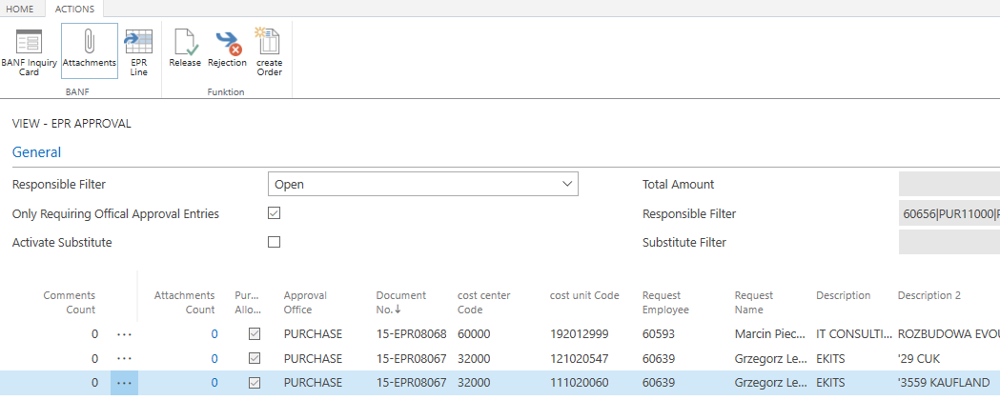 HOME ACTIONS
BANF Inquiry Card Attachments EPR Line Release Rejection create Order
BANF Funktion
VIEW - EPR APPROVAL
General
Responsible Filter Open Total Amount
Only Requiring Offical Approval Entries Responsible Filter 60656|PUR11000|P
Activate Substitute Substitute Filter
Comments Count Attachments Count Pur... Allo... Approval Office Document No.↓ cost center Code cost unit Code Request Employee Request Name Description Description 2
0 ... 0 PURCHASE 15-EPR08068 60000 192012999 60593 Marcin Piec... IT CONSULTI... ROZBUDOWA EVOU
0 ... 0 PURCHASE 15-EPR08067 32000 121020547 60639 Grzegorz Le... EKITS '29 CUK
0 ... 0 PURCHASE 15-EPR08067 32000 111020060 60639 Grzegorz Le... EKITS '3559 KAUFLAND